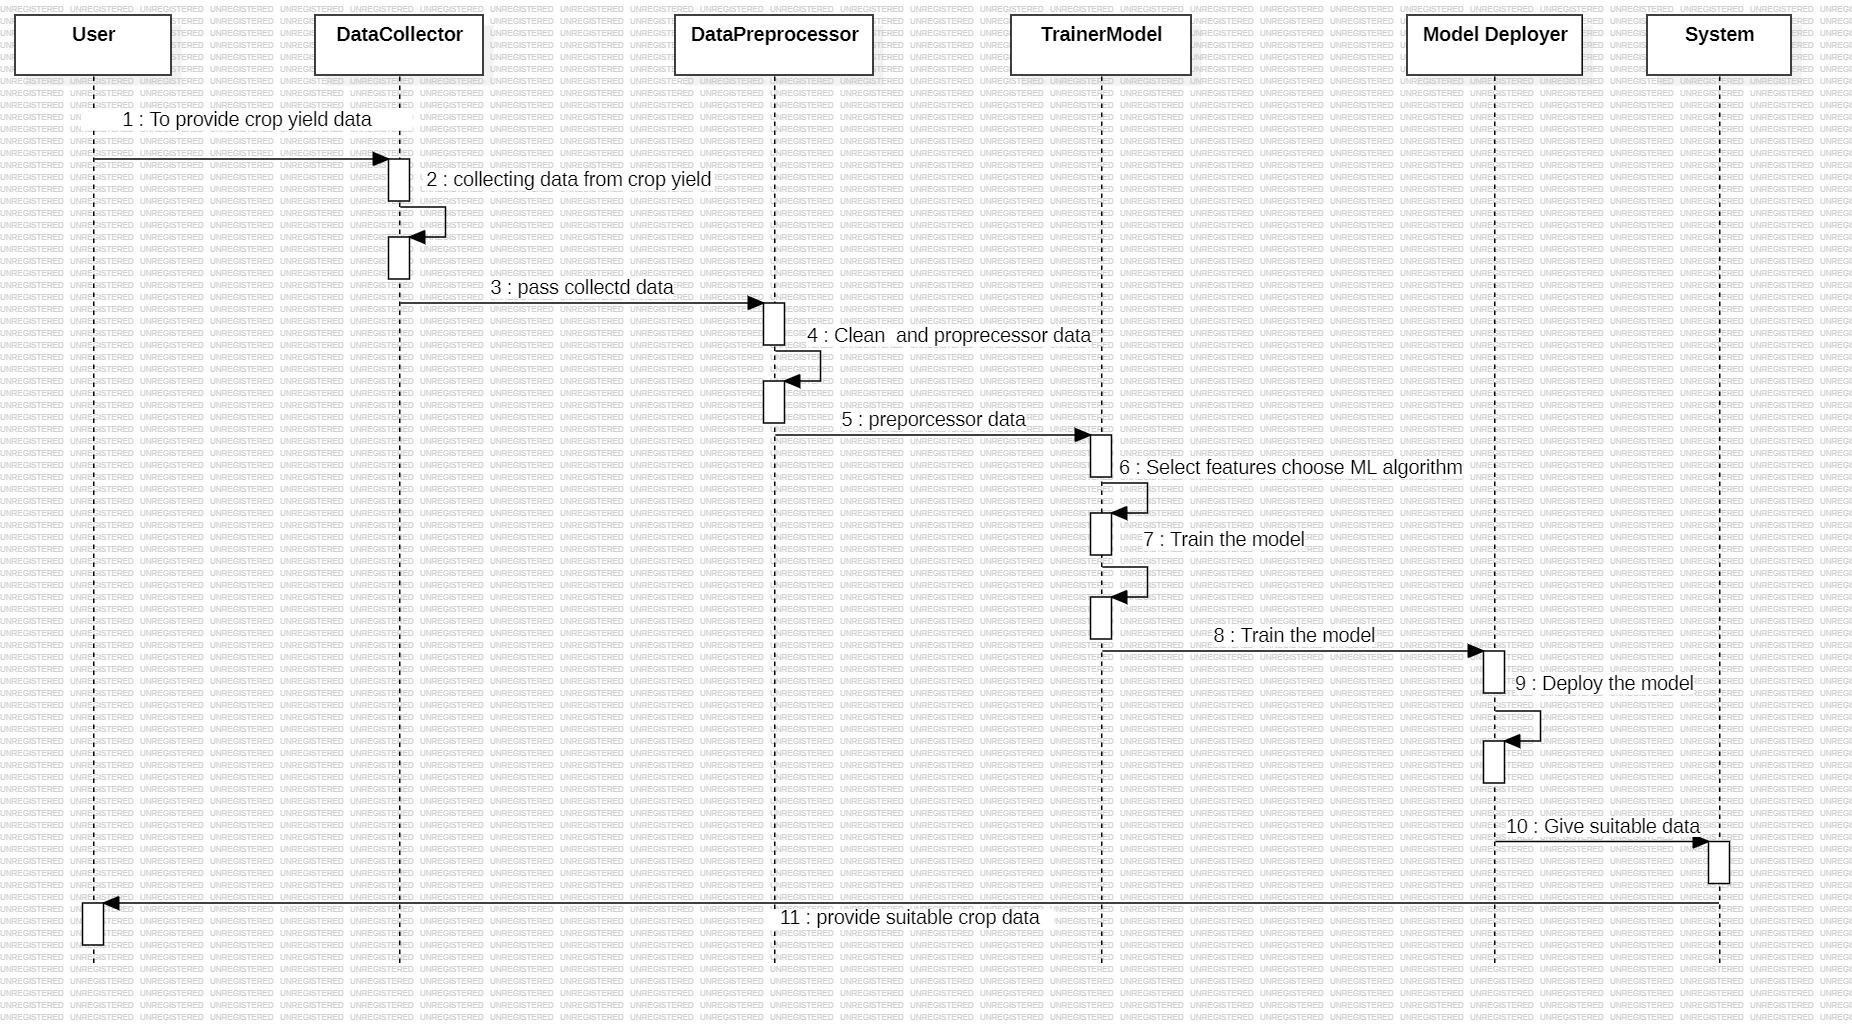 User
DataCollector
DataPreprocessor
TrainerModel
Model Deployer
System
1 : To provide crop yield data
2 : collecting data from crop yield
3 : pass collectd data
4 : Clean  and proprecessor data
5 : preporcessor data
6 : Select features choose ML algorithm
7 : Train the model
8 : Train the model
9 : Deploy the model
10 : Give suitable data
11 : provide suitable crop data
UNREGISTERED